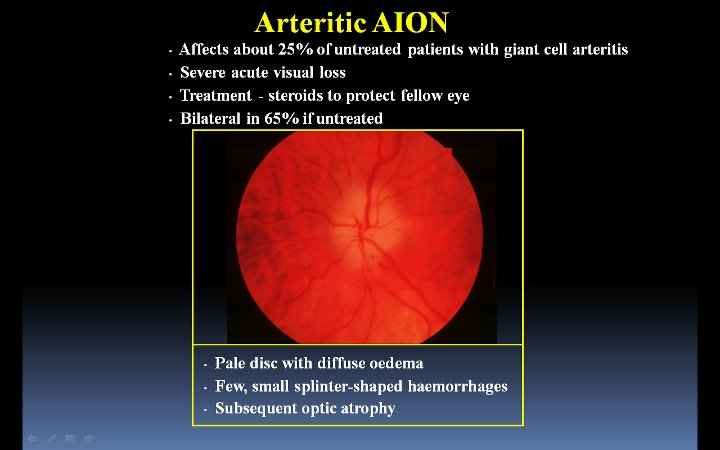 Arteritic AION
· Affects about 25% of untreated patients with giant cell arteritis
· Severe acute visual loss
· Treatment - steroids to protect fellow eye
· Bilateral in 65% if untreated
· Pale disc with diffuse oedema
· Few, small splinter-shaped haemorrhages
· Subsequent optic atrophy